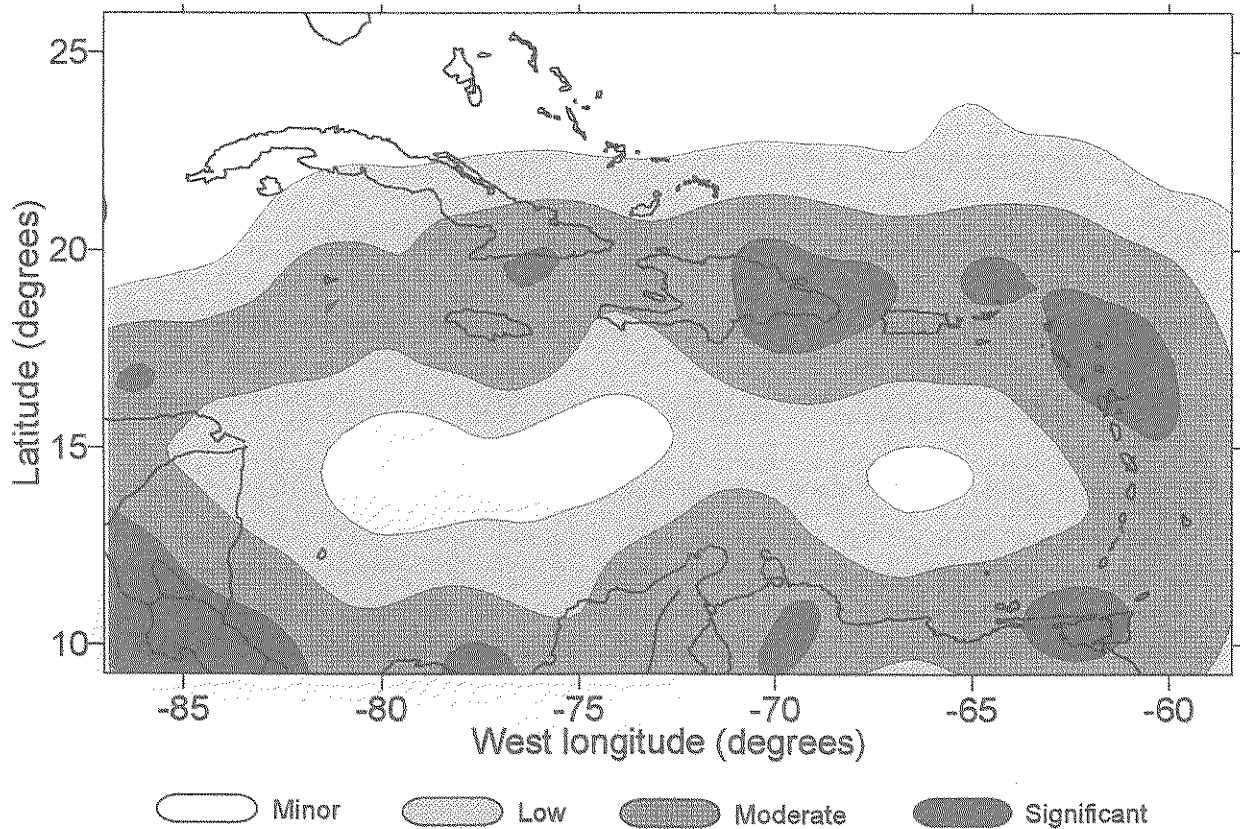 25
20
15
10
Latitude (degrees)
-85 -80 -75 -70 -65 -60
West longitude (degrees)
Minor Low Moderate Significant